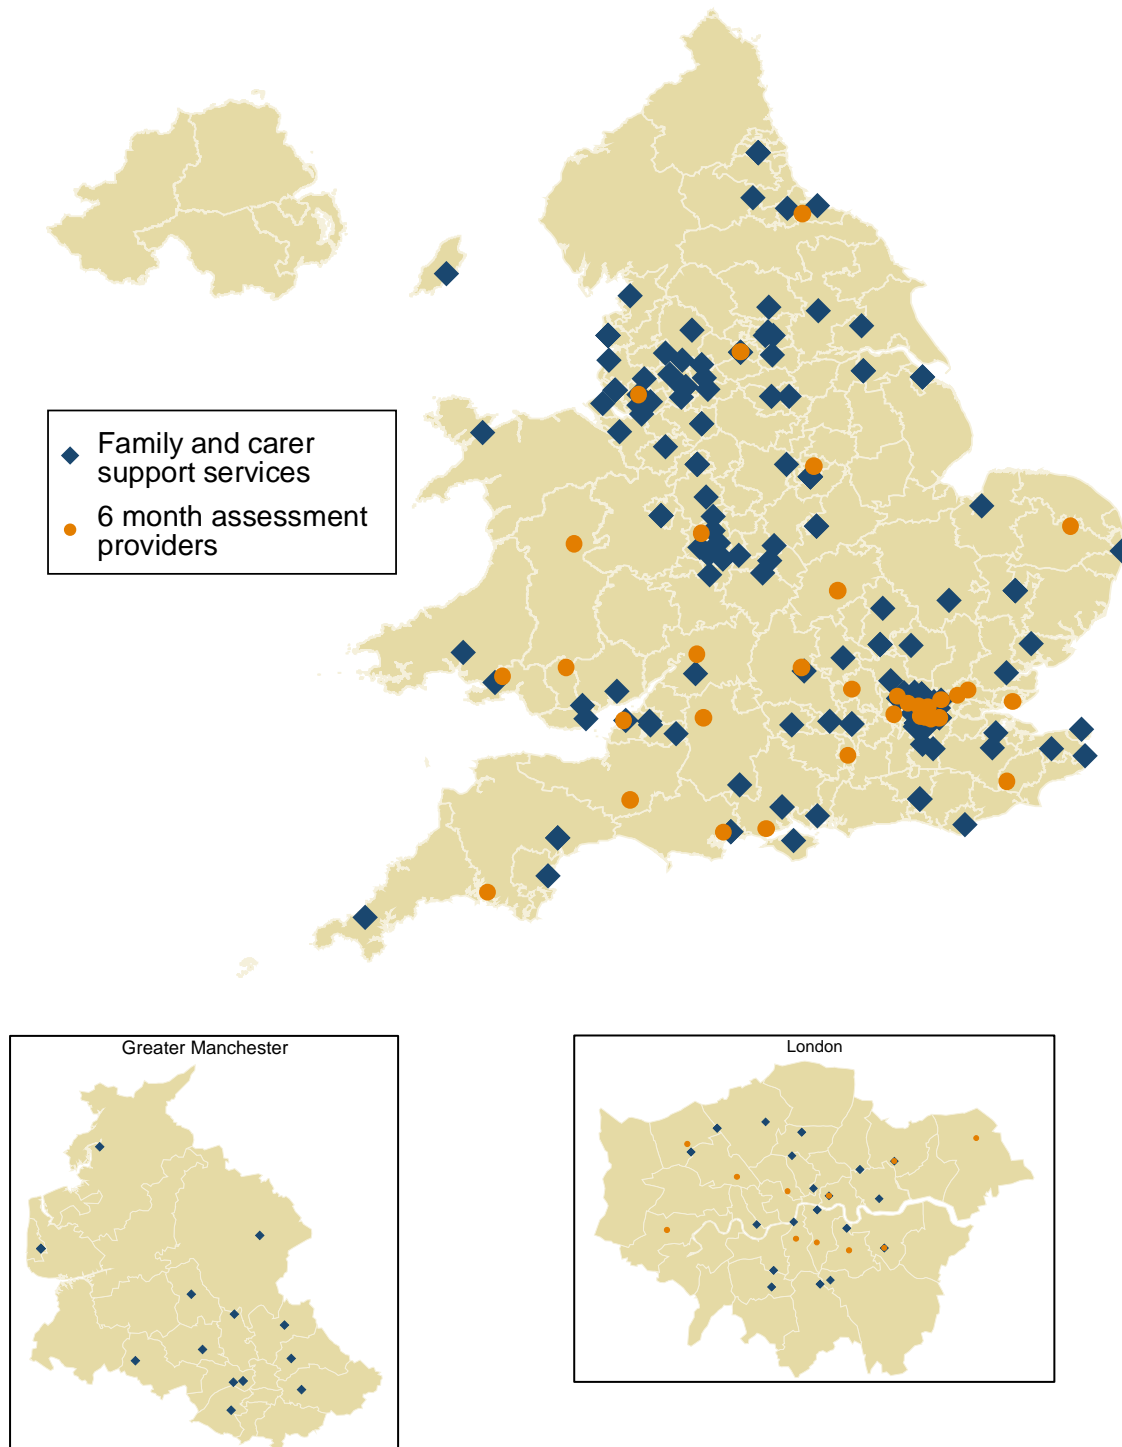 Family and carer
support services
6 month assessment
providers
Greater Manchester
London